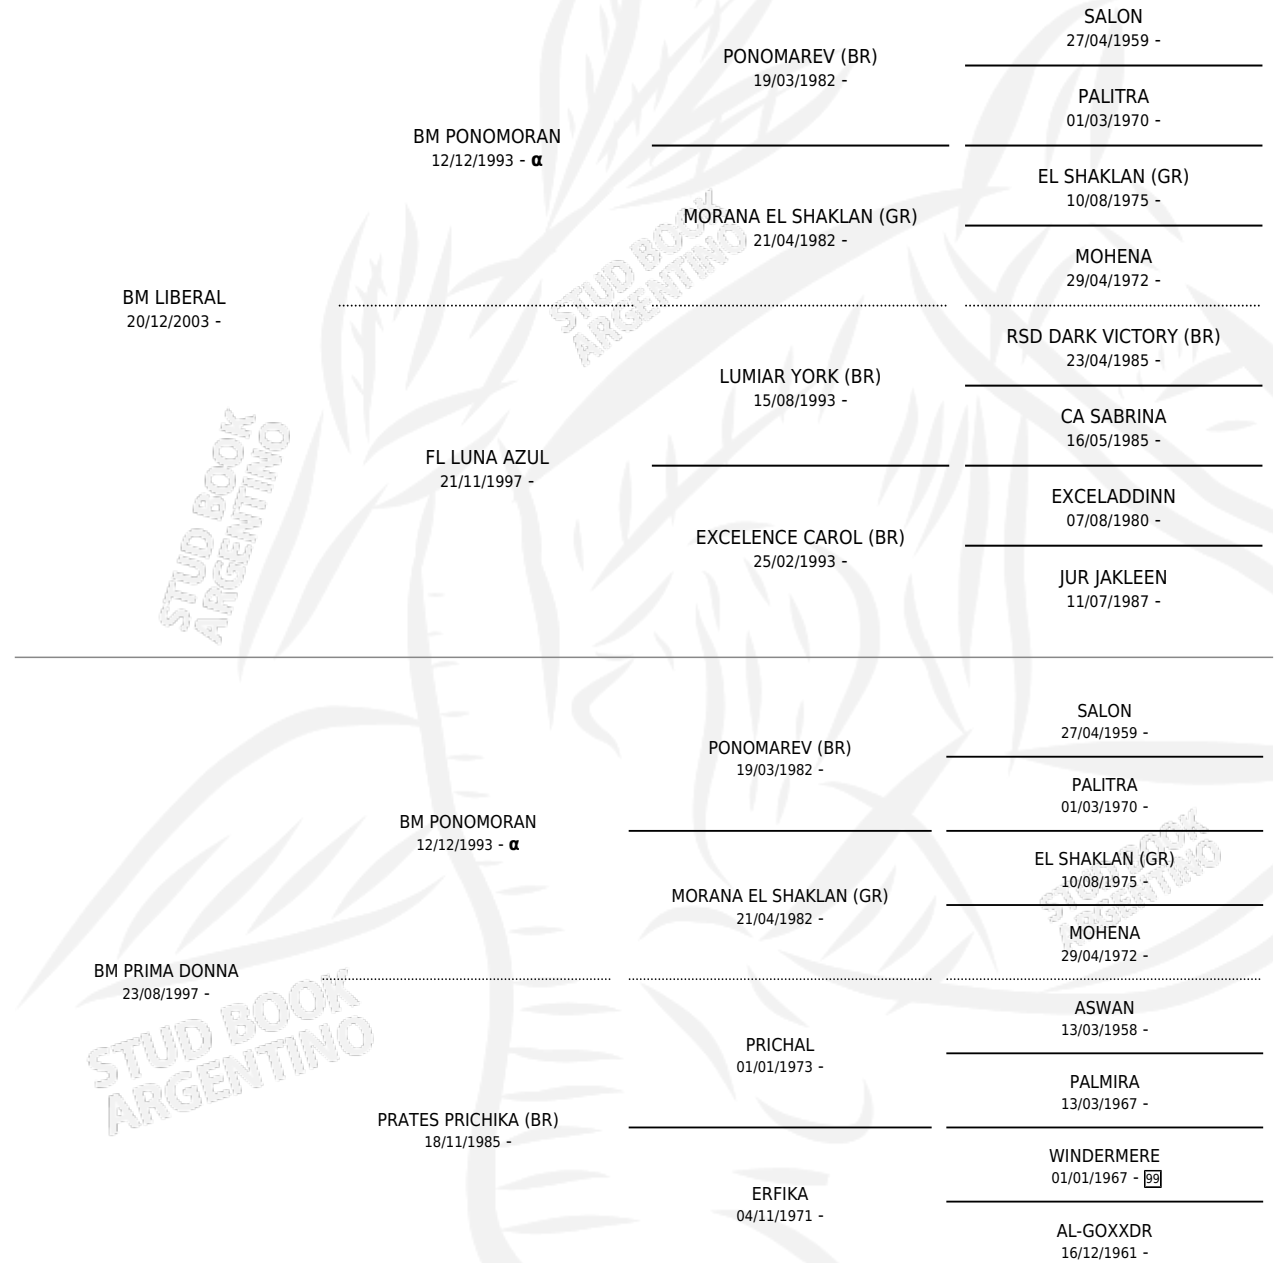 SALON
27/04/1959 -
PONOMAREV (BR)
19/03/1982 -
PALITRA
01/03/1970 -
BM PONOMORAN
12/12/1993 - α
EL SHAKLAN (GR)
10/08/1975 -
MORANA EL SHAKLAN (GR)
21/04/1982 -
MOHENA
29/04/1972 -
BM LIBERAL
20/12/2003 -
RSD DARK VICTORY (BR)
23/04/1985 -
LUMIAR YORK (BR)
15/08/1993 -
CA SABRINA
16/05/1985 -
FL LUNA AZUL
21/11/1997 -
EXCELADDINN
07/08/1980 -
EXCELENCE CAROL (BR)
25/02/1993 -
JUR JAKLEEN
11/07/1987 -
STUD BOOK
ARGENTINO
STUD BOOK
ARGENTINO
SALON
27/04/1959 -
PONOMAREV (BR)
19/03/1982 -
PALITRA
01/03/1970 -
BM PONOMORAN
12/12/1993 - α
EL SHAKLAN (GR)
10/08/1975 -
MORANA EL SHAKLAN (GR)
21/04/1982 -
MOHENA
29/04/1972 -
BM PRIMA DONNA
23/08/1997 -
ASWAN
13/03/1958 -
PRICHAL
01/01/1973 -
PALMIRA
13/03/1967 -
PRATES PRICHIKA (BR)
18/11/1985 -
WINDERMERE
01/01/1967 - 99
ERFIKA
04/11/1971 -
AL-GOXXDR
16/12/1961 -
STUD BOOK
ARGENTINO
STUD BOOK
ARGENTINO